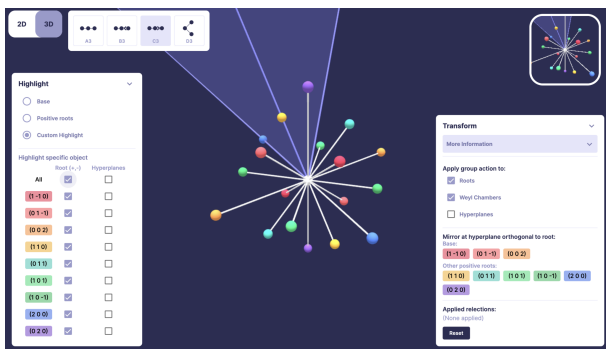 2D 3D
A3 B3 C3 D3
Highlight
Base
Positive roots
Custom Highlight
Highlight specific object
Root (+,-) Hyperplanes
All
(1 -1 0)
(0 1 -1)
(0 0 2)
(1 1 0)
(0 1 1)
(1 0 1)
(1 0 -1)
(2 0 0)
(0 2 0)
Transform
More Information
Apply group action to:
Roots
Weyl Chambers
Hyperplanes
Mirror at hyperplane orthogonal to root:
Base:
(1 -1 0) (0 1 -1) (0 0 2)
Other positive roots:
(1 1 0) (0 1 1) (1 0 1) (1 0 -1) (2 0 0)
(0 2 0)
Applied relections:
(None applied)
Reset